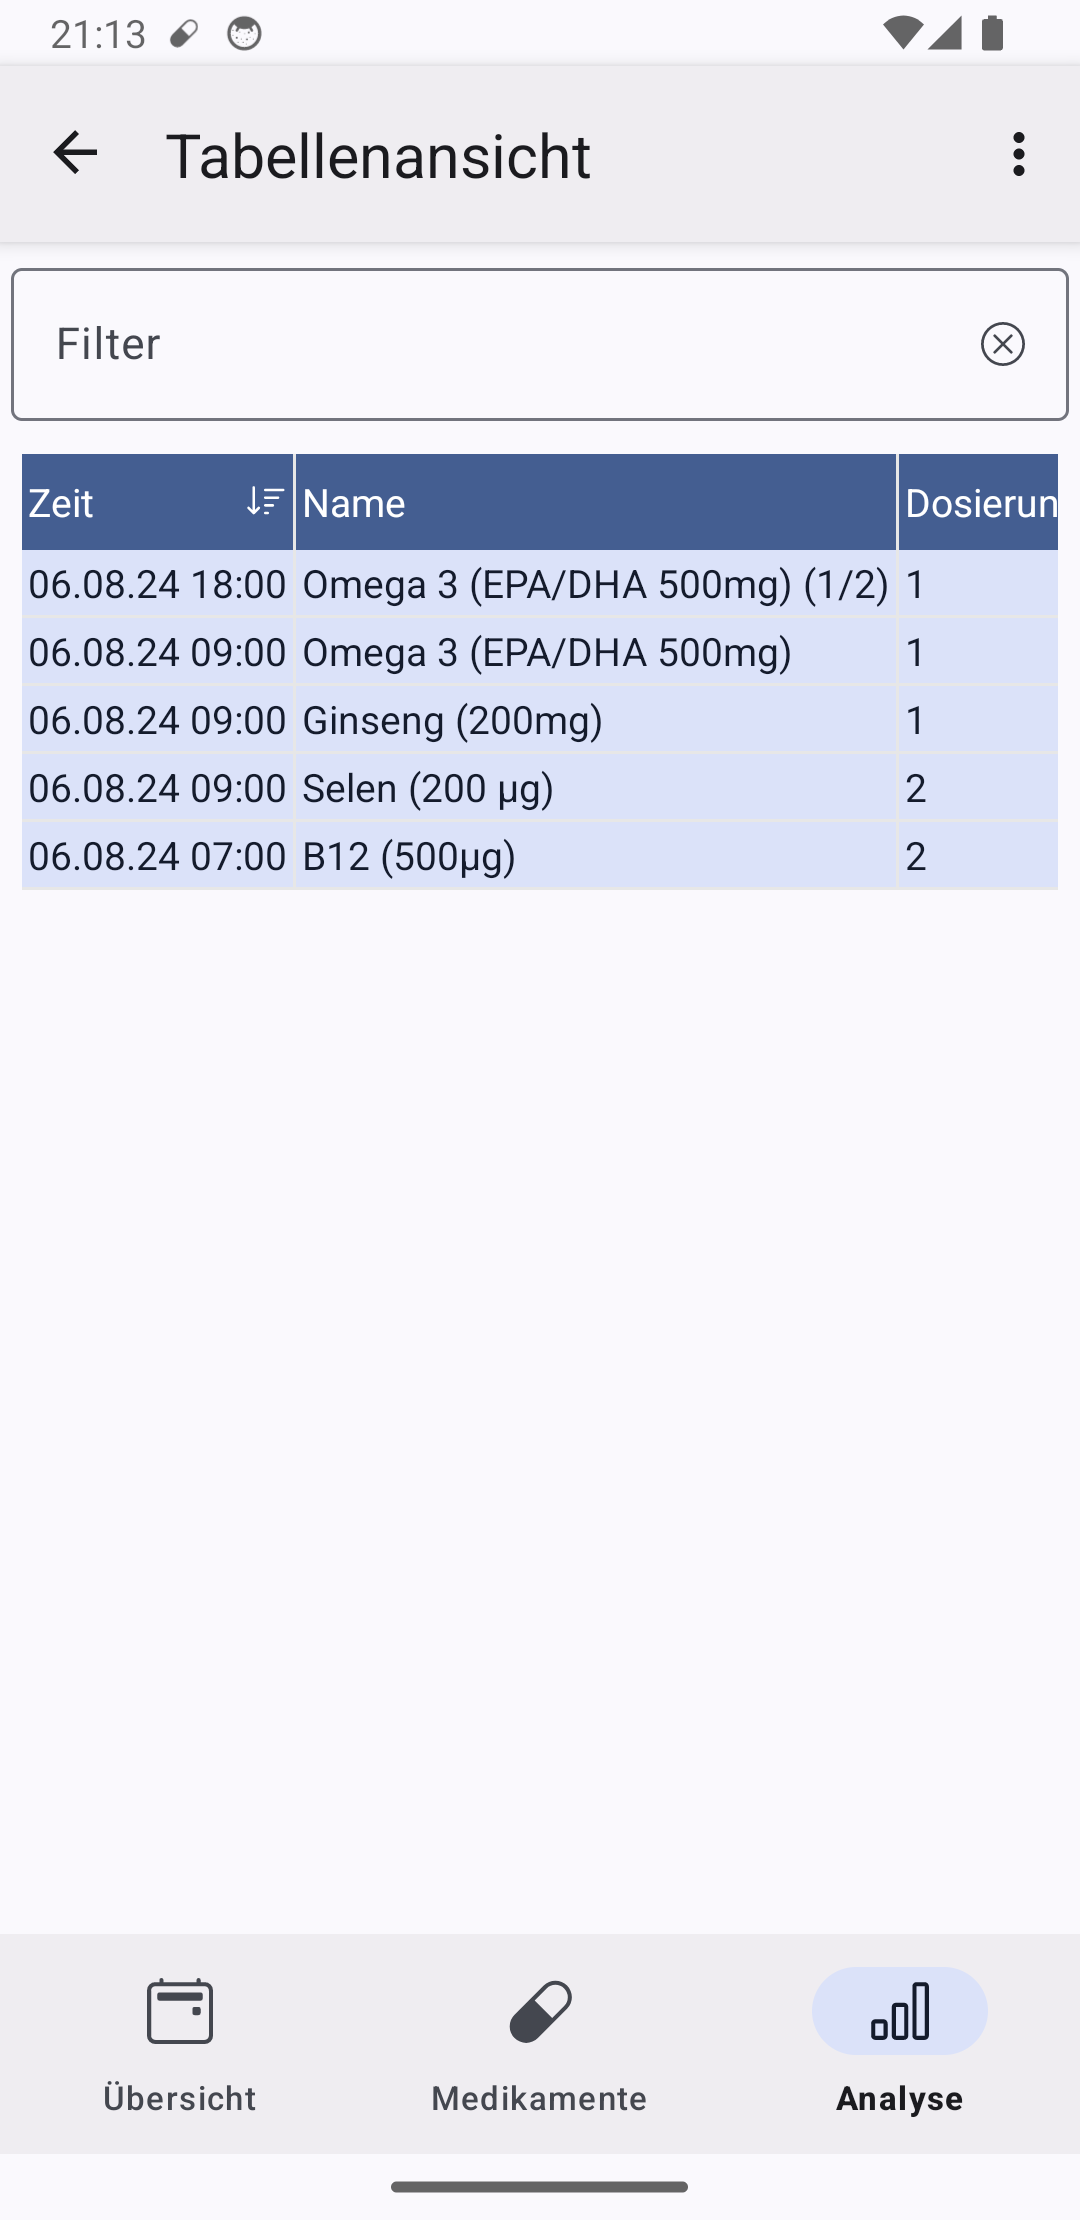 21:13
Tabellenansicht
Filter
Zeit Name Dosierun
06.08.24 18:00 Omega 3 (EPA/DHA 500mg) (1/2) 1
06.08.24 09:00 Omega 3 (EPA/DHA 500mg) 1
06.08.24 09:00 Ginseng (200mg) 1
06.08.24 09:00 Selen (200 µg) 2
06.08.24 07:00 B12 (500µg) 2
Übersicht Medikamente Analyse